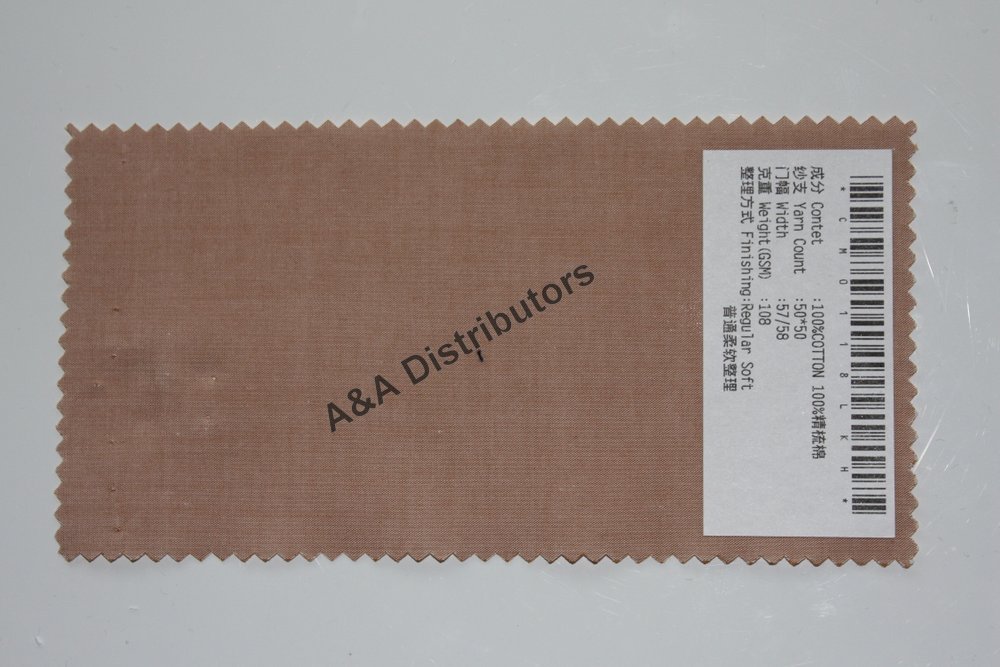 *CM0118LKH*
成分 Contet :100%COTTON 100%精梳棉
纱支 Yarn Count :50*50
门幅 Width :57/58
克重 Weight(GSM) :108
整理方式 Finishing:Regular Soft
普通柔软整理
A&A Distributors